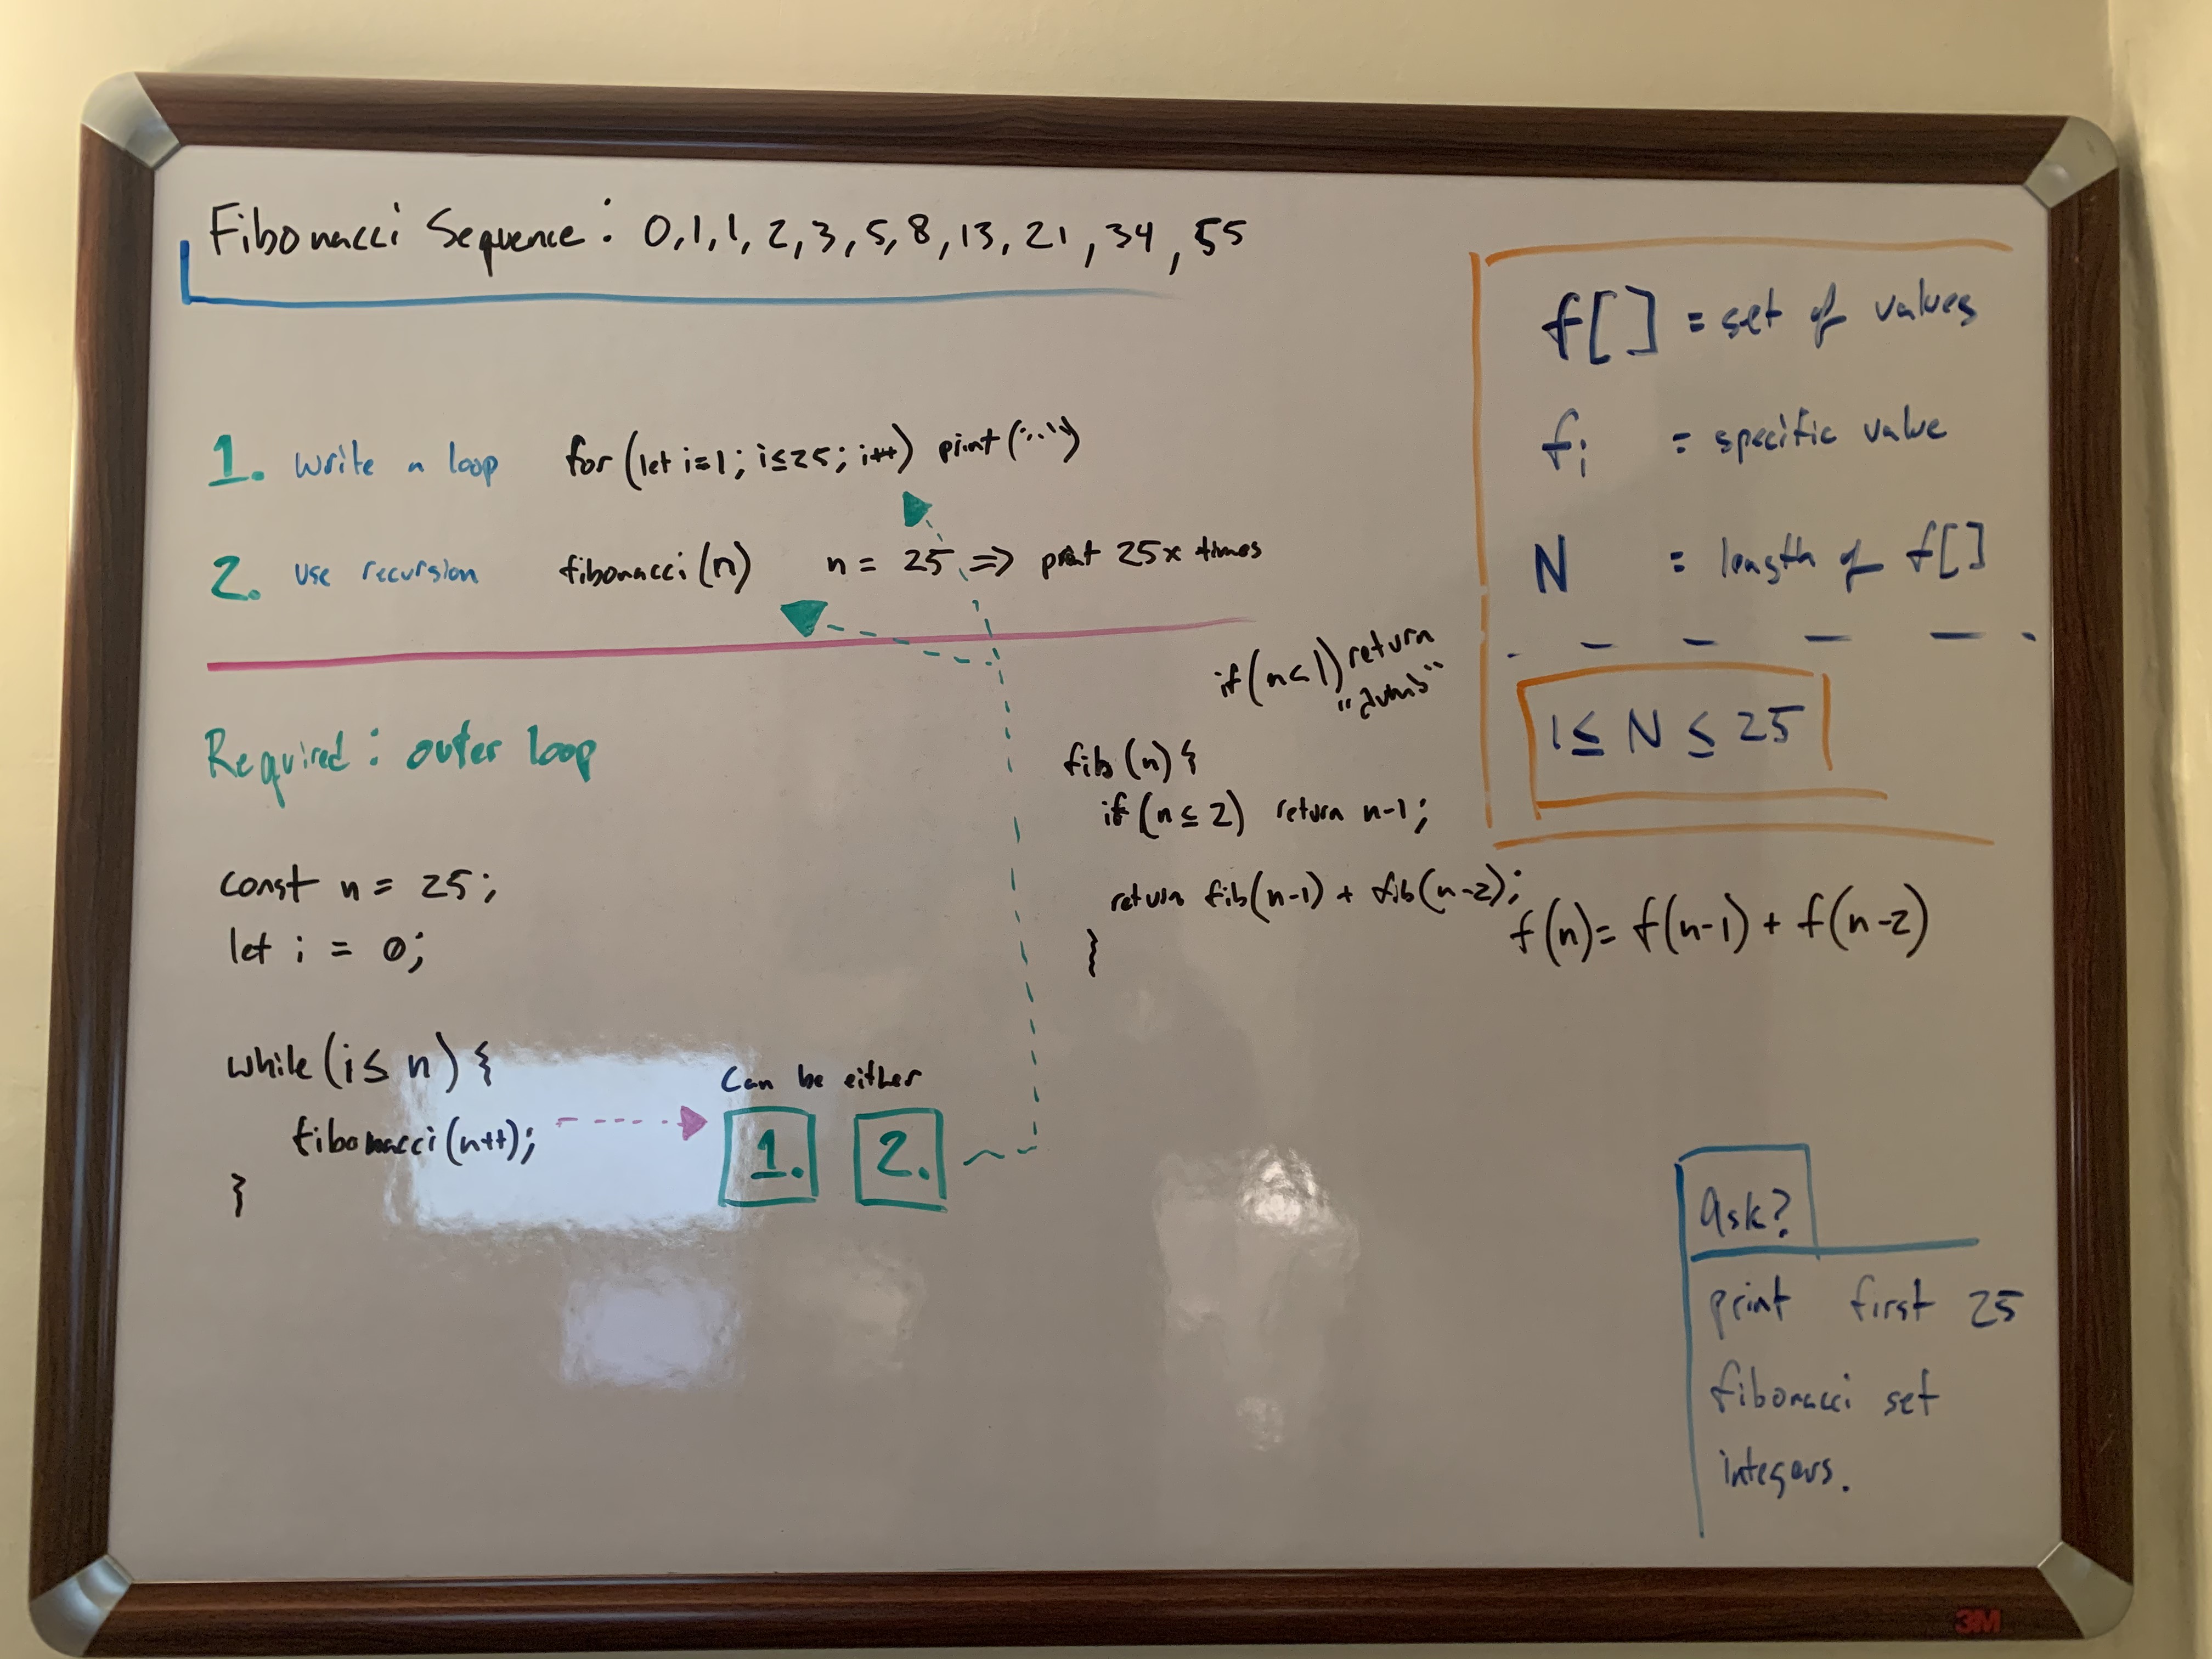 Fibonacci Sequence: 0,1,1,2,3,5,8,13,21,34,55
1. write a loop for (let i=1; i≤25; i++) print("...")
2. use recursion fibonacci(n) n = 25 => print 25x times
Required: outer loop
const n = 25;
let i = 0;
while (i≤ n) {
fibonacci(n++);
}
Can be either
1. 2.
if (n<1) return
"dumb"
fib (n) {
if (n≤2) return n-1;
return fib(n-1) + fib(n-2);
}
f[] = set of values
fi = specific value
N = length of f[]
1≤ N ≤ 25
f(n)= f(n-1) + f(n-2)
ask?
print first 25
fibonacci set
integers.
3M